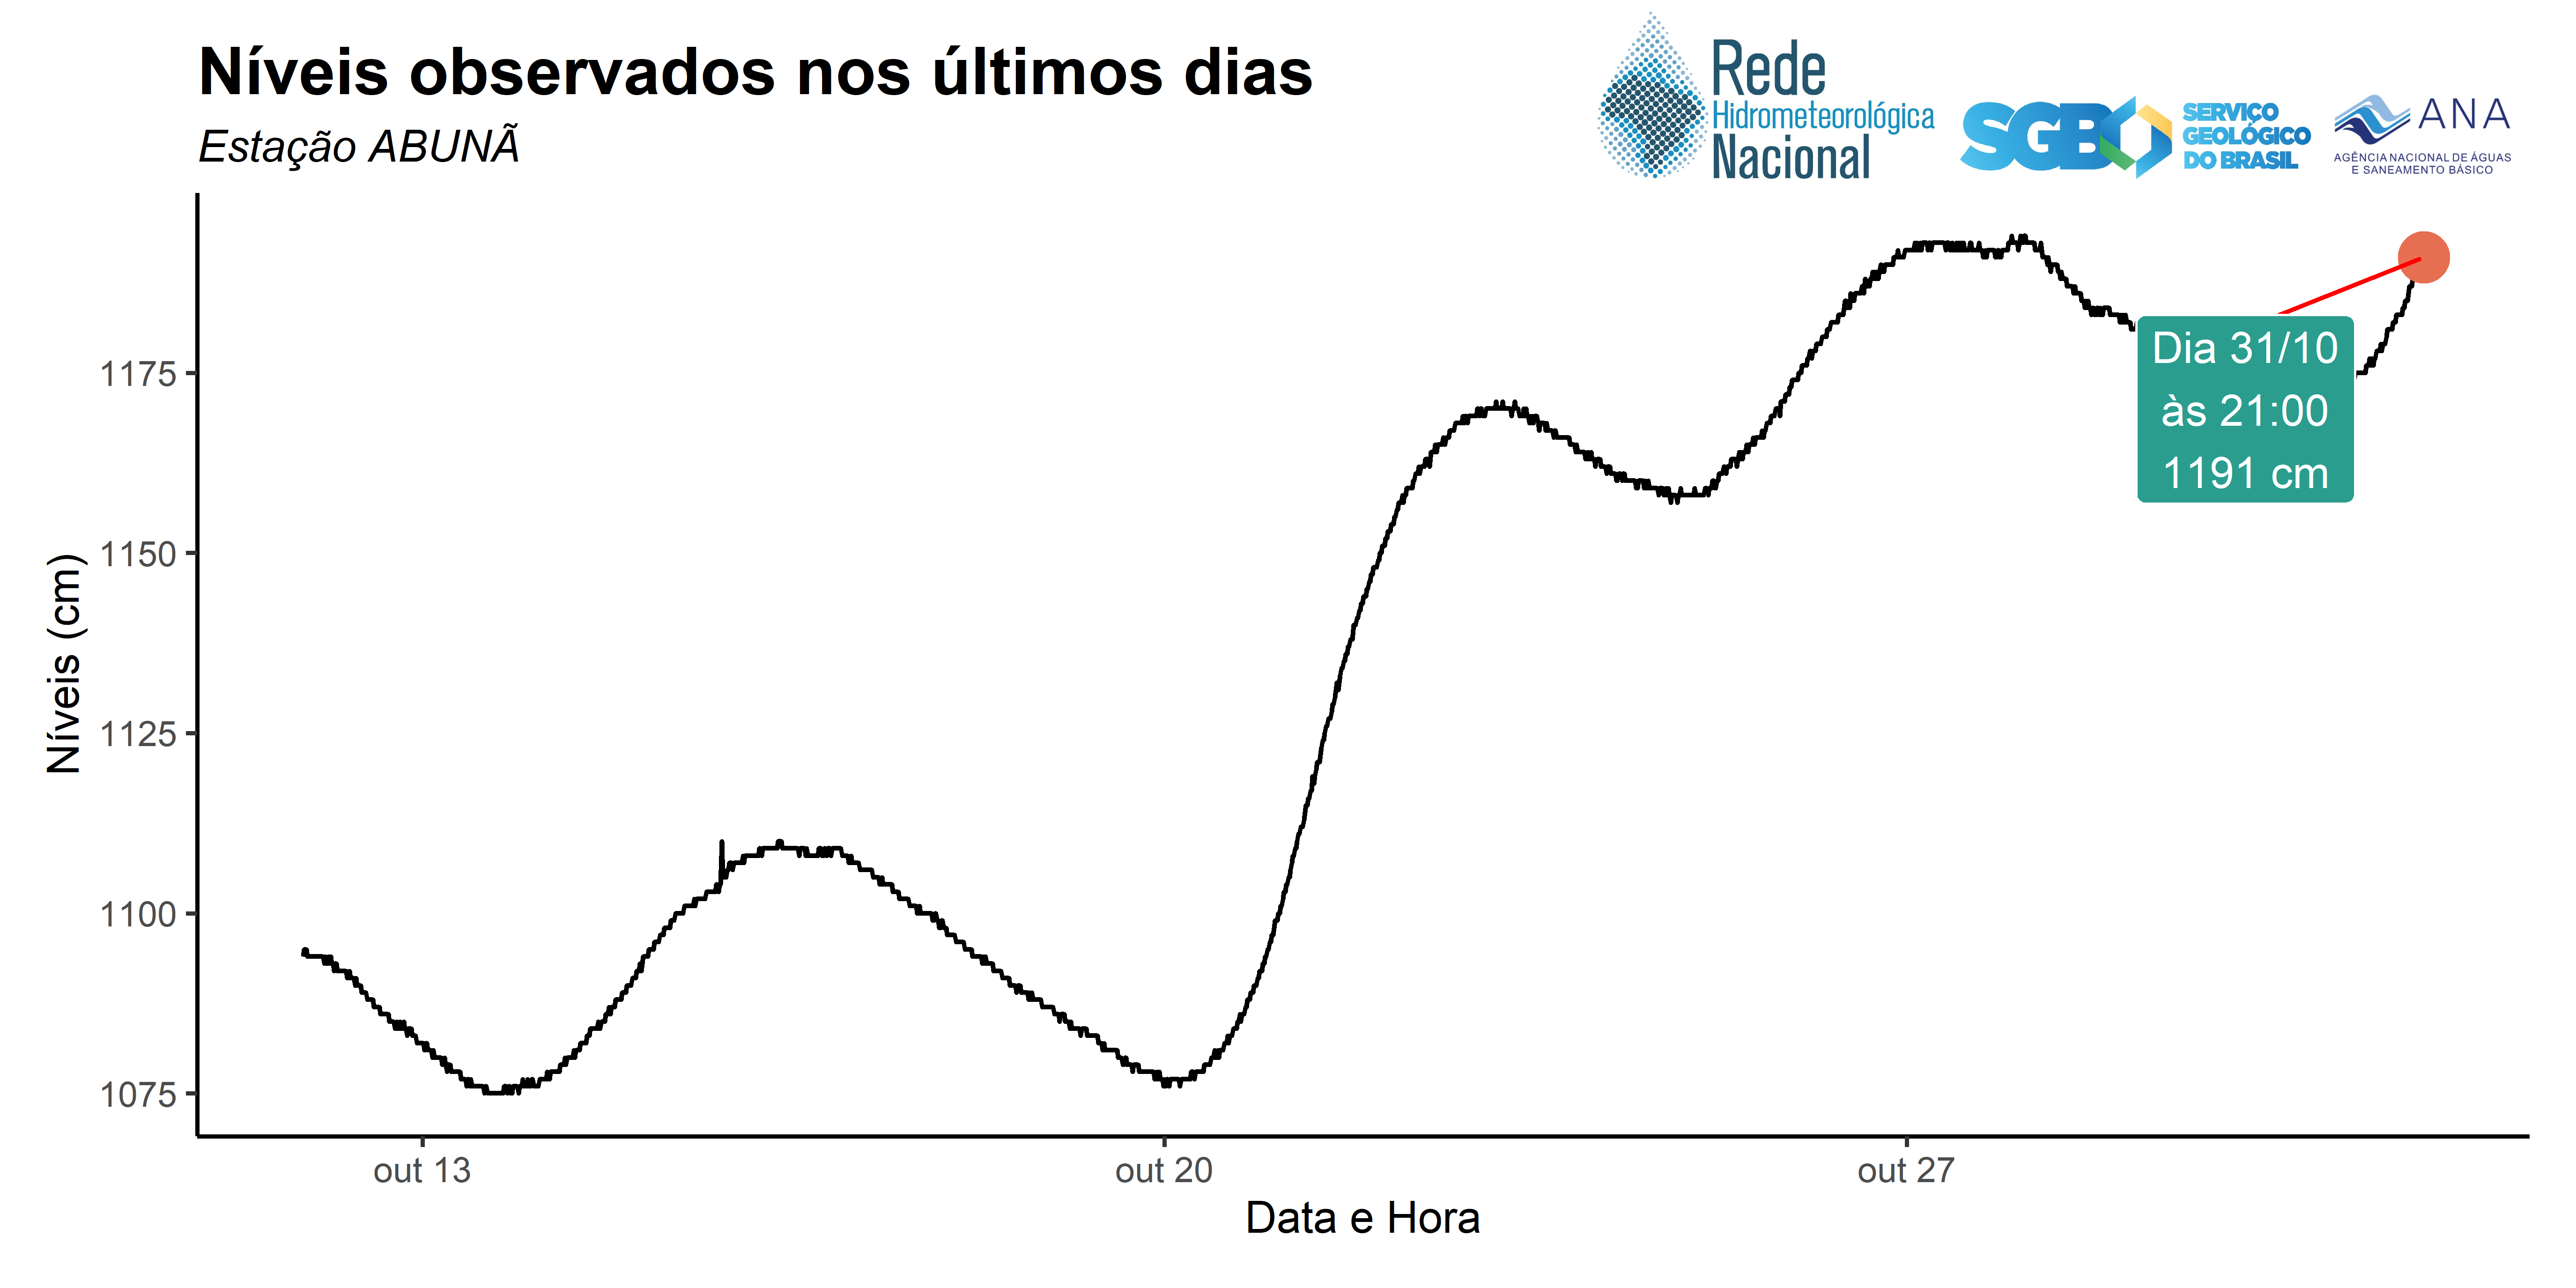 Níveis observados nos últimos dias
Estação ABUNÃ
Rede
Hidrometeorológica
Nacional
SGB
SERVIÇO
GEOLÓGICO
DO BRASIL
ANA
AGÊNCIA NACIONAL DE ÁGUAS
E SANEAMENTO BÁSICO
Níveis (cm)
1175
1150
1125
1100
1075
Dia 31/10
às 21:00
1191 cm
out 13
out 20
out 27
Data e Hora